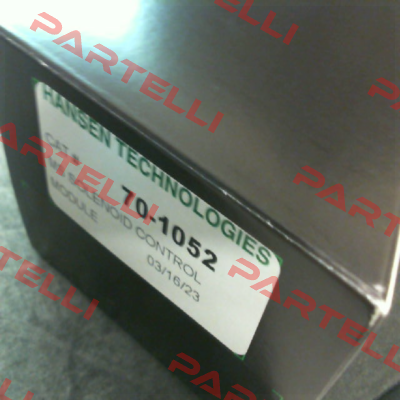 PARTELLI
PARTELLI
HANSEN TECHNOLOGIES
CAT#
70-1052
SOLENOID CONTROL
MODULE
03/16/23
PARTELLI
PARTELLI
PARTELLI